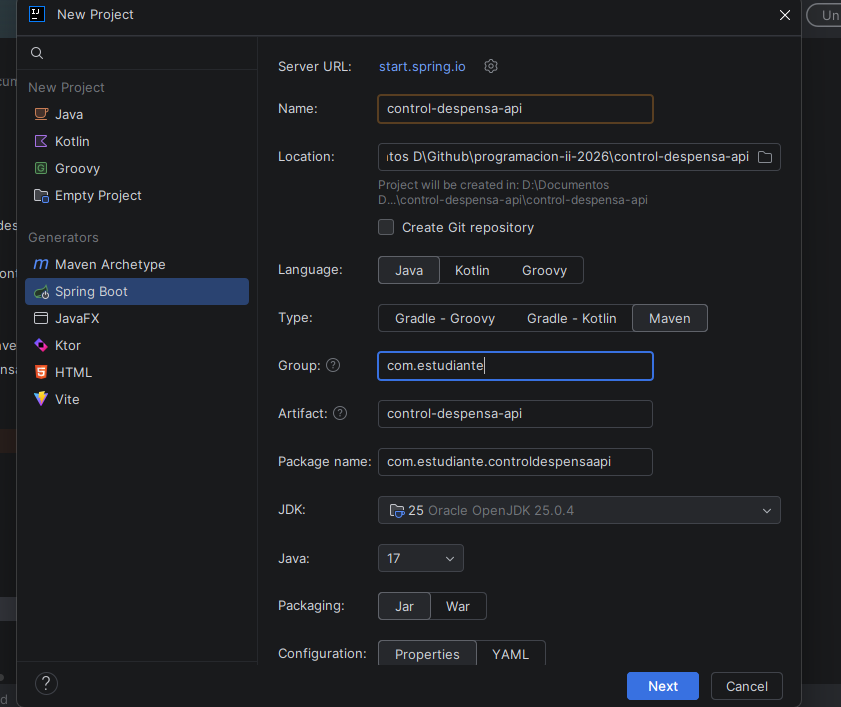 New Project
Un
New Project
Java
Kotlin
Groovy
Empty Project
Generators
Maven Archetype
Spring Boot
JavaFX
Ktor
HTML
Vite
Server URL: start.spring.io
Name: control-despensa-api
Location: ıtos D\Github\programacion-ii-2026\control-despensa-api
Project will be created in: D:\Documentos
D...\control-despensa-api\control-despensa-api
Create Git repository
Language: Java Kotlin Groovy
Type: Gradle - Groovy Gradle - Kotlin Maven
Group: ? com.estudiante
Artifact: ? control-despensa-api
Package name: com.estudiante.controldespensaapi
JDK: 25 Oracle OpenJDK 25.0.4
Java: 17
Packaging: Jar War
Configuration: Properties YAML
? Next Cancel